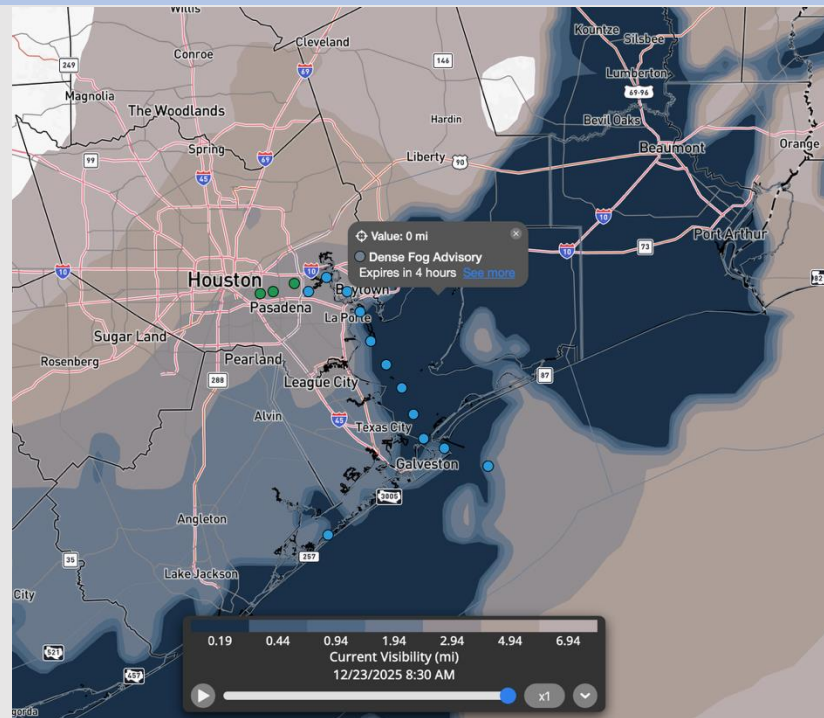 Willis
Kountze
Silsbee
Conroe
Cleveland
249
146
Lumberton
Magnolia
69
69-96
The Woodlands
Hardin
Bevil Oaks
Spring
69
Beaumont
Orange
99
Liberty
90
45
10
73
Port Arthur
Value: 0 mi
Dense Fog Advisory
Expires in 4 hours See more
10
Houston
10
Baytown
Pasadena
La Porte
Sugar Land
Rosenberg
Pearland
288
League City
87
Alvin
45
Texas City
Galveston
3005
Angleton
257
35
Lake Jackson
City
521
457
0.19 0.44 0.94 1.94 2.94 4.94 6.94
Current Visibility (mi)
12/23/2025 8:30 AM
x1